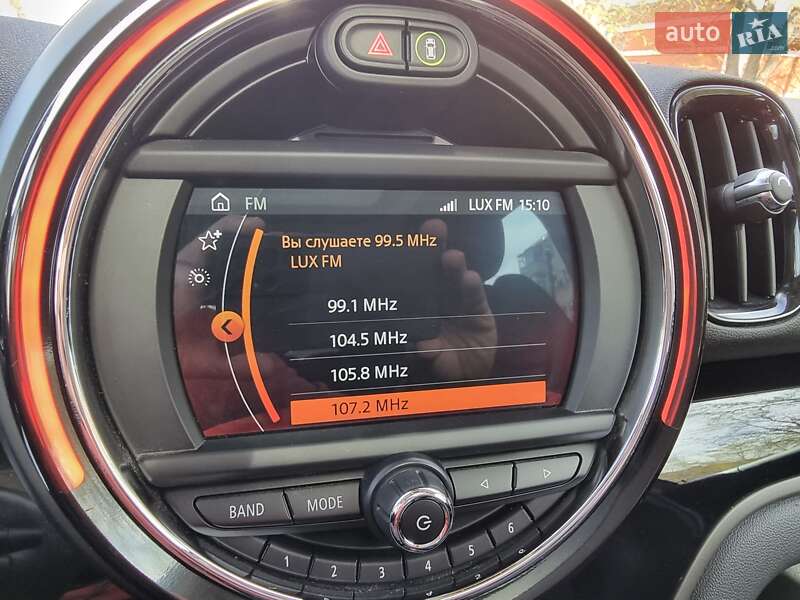 auto RIA .com
FM LUX FM 15:10
Вы слушаете 99.5 MHz
LUX FM
99.1 MHz
104.5 MHz
105.8 MHz
107.2 MHz
BAND MODE
1 2 3 4 5 6